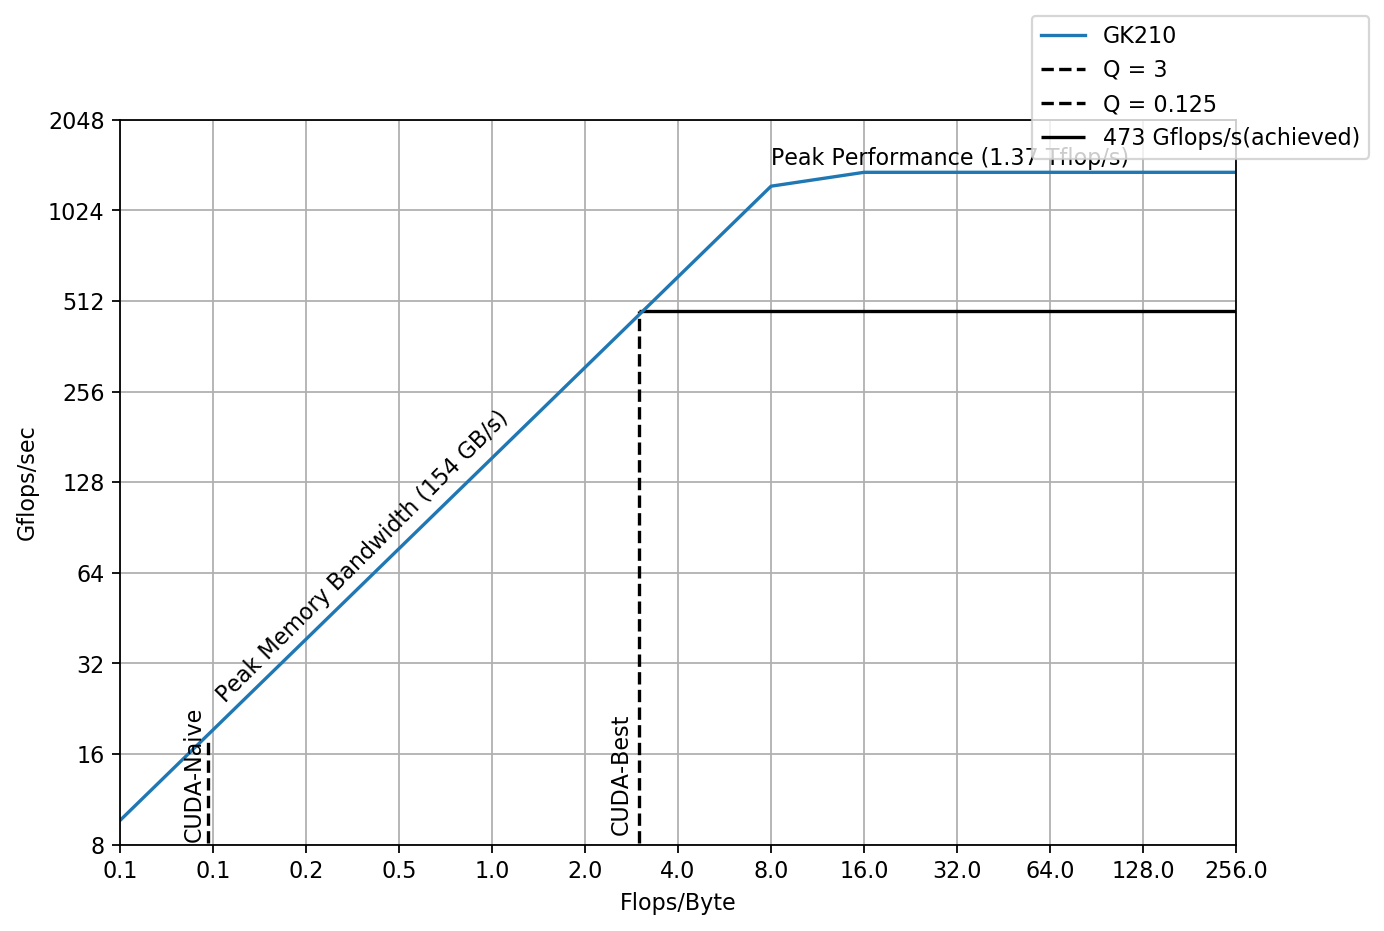 GK210
Q = 3
Q = 0.125
473 Gflops/s(achieved)
Peak Performance (1.37 Tflop/s)
2048
1024
512
256
128
64
32
16
8
Gflops/sec
Peak Memory Bandwidth (154 GB/s)
CUDA-Naive
CUDA-Best
0.1 0.1 0.2 0.5 1.0 2.0 4.0 8.0 16.0 32.0 64.0 128.0 256.0
Flops/Byte